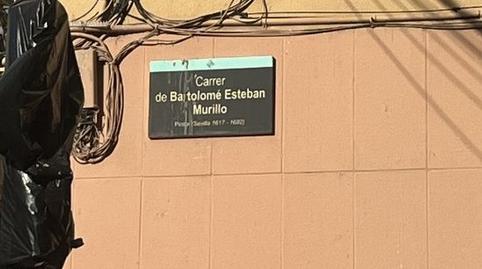 Carrer
de Bartolomé Esteban
Murillo
Pintor (Sevilla 1617 - 1682)